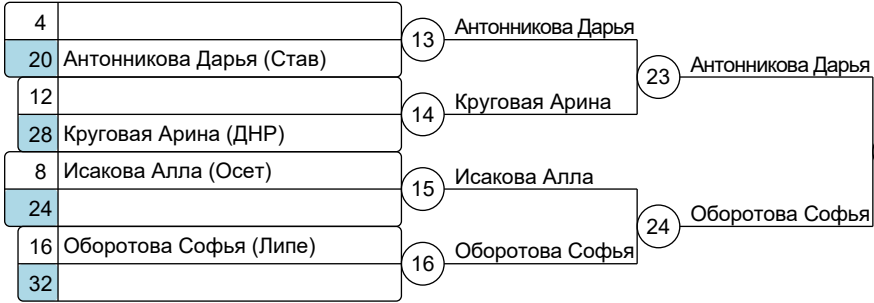 4
20 Антонникова Дарья (Став)
12
28 Круговая Арина (ДНР)
8 Исакова Алла (Осет)
24
16 Оборотова Софья (Липе)
32
13 Антонникова Дарья
14 Круговая Арина
15 Исакова Алла
16 Оборотова Софья
23 Антонникова Дарья
24 Оборотова Софья